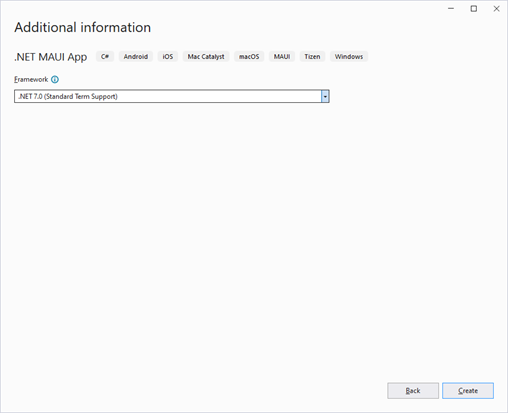 Additional information
.NET MAUI App C# Android iOS Mac Catalyst macOS MAUI Tizen Windows
Framework
.NET 7.0 (Standard Term Support)
Back Create